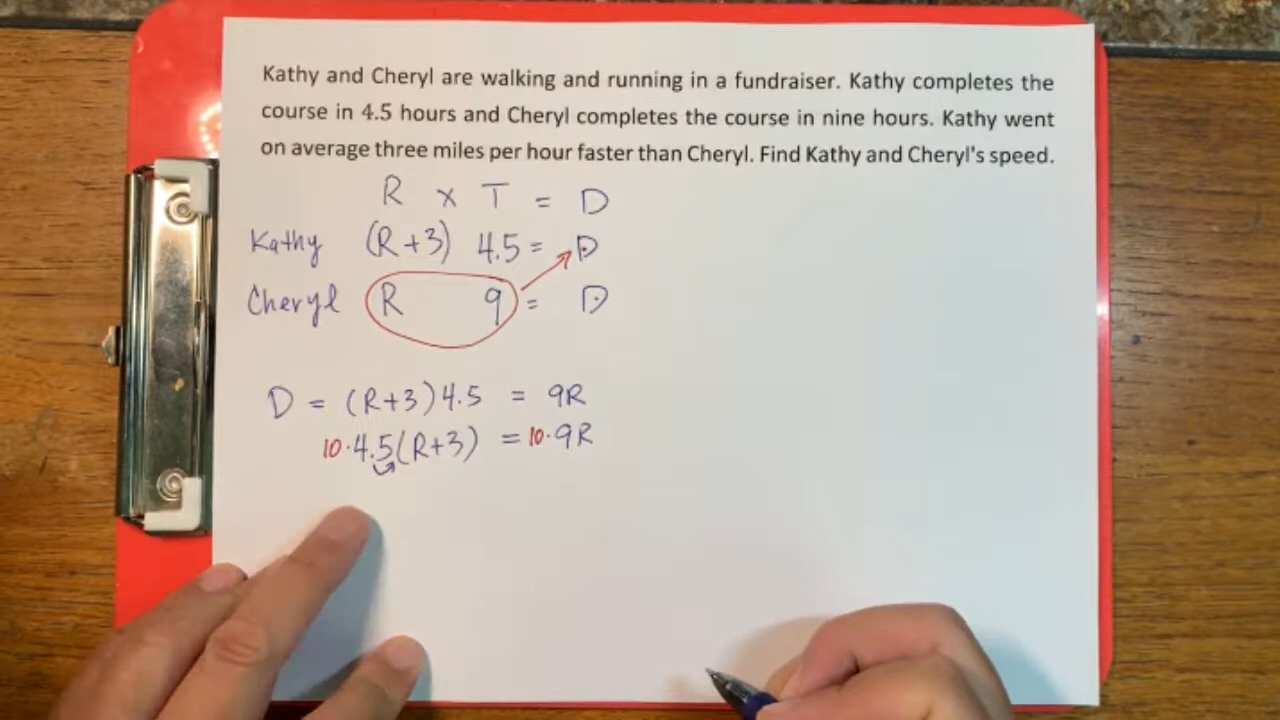 Kathy and Cheryl are walking and running in a fundraiser. Kathy completes the
course in 4.5 hours and Cheryl completes the course in nine hours. Kathy went
on average three miles per hour faster than Cheryl. Find Kathy and Cheryl's speed.
R x T = D
Kathy (R+3) 4.5 = D
Cheryl R 9 = D
D = (R+3)4.5 = 9R
10·4.5(R+3) = 10·9R